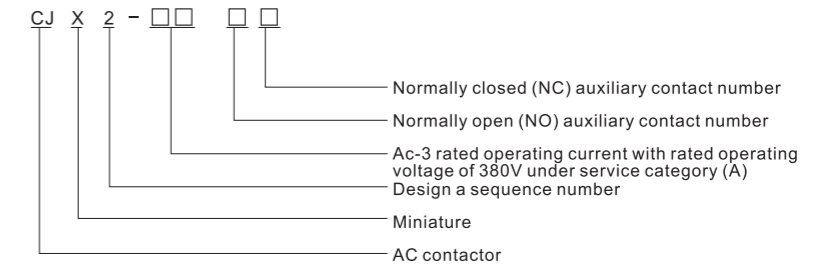 CJ X 2 - □□ □ □
Normally closed (NC) auxiliary contact number
Normally open (NO) auxiliary contact number
Ac-3 rated operating current with rated operating
voltage of 380V under service category (A)
Design a sequence number
Miniature
AC contactor